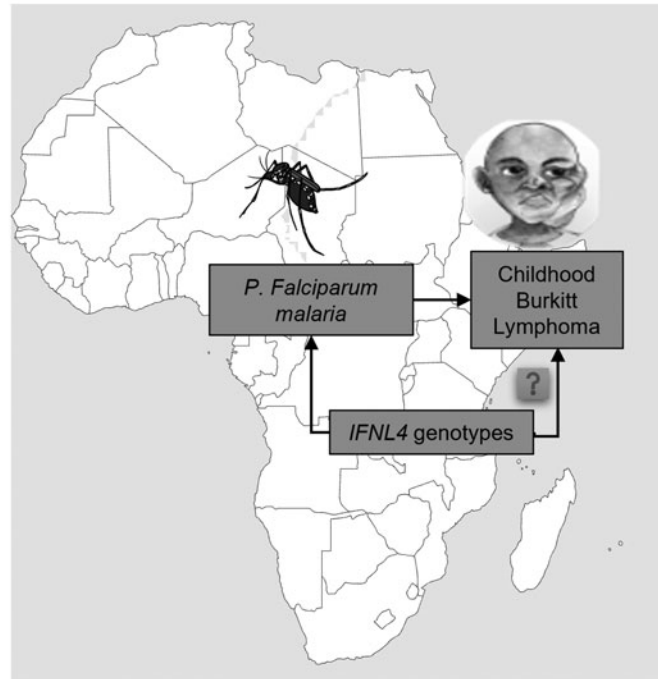 P. Falciparum
malaria
Childhood
Burkitt
Lymphoma
?
IFNL4 genotypes